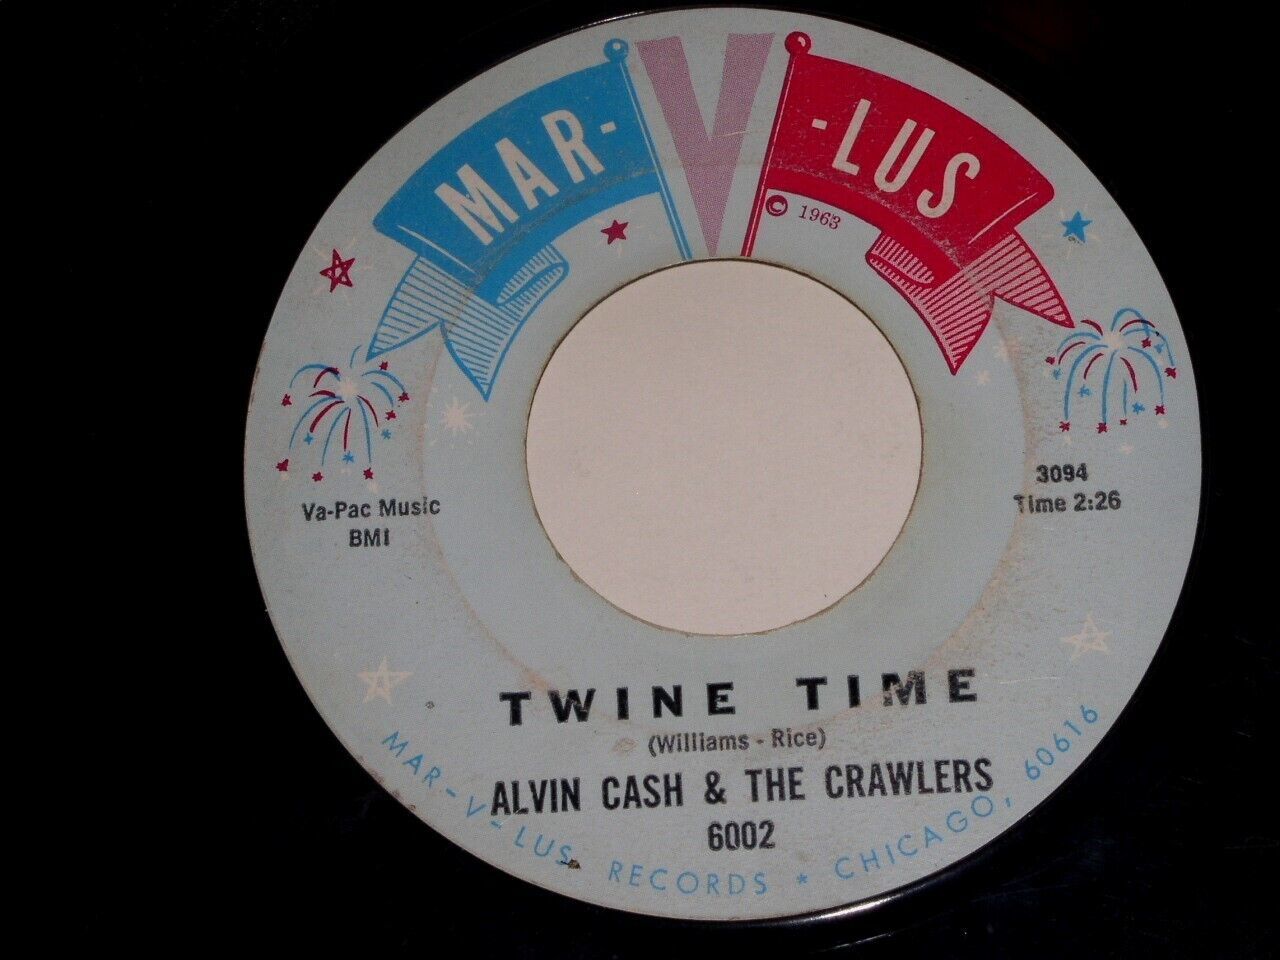 MAR-
V
-LUS
© 1963
Va-Pac Music
BMI
3094
Time 2:26
TWINE TIME
(Williams - Rice)
ALVIN CASH & THE CRAWLERS
6002
MAR-V-LUS RECORDS * CHICAGO, 60616